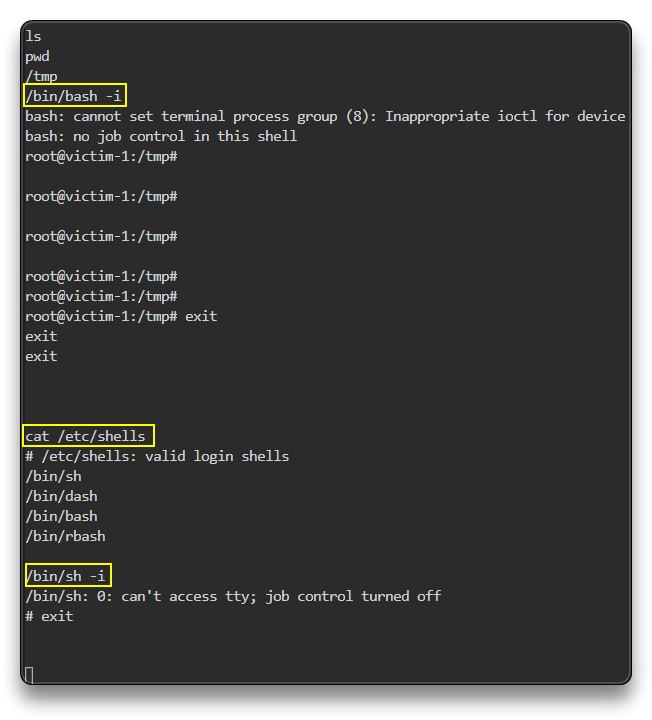 ls
pwd
/tmp
/bin/bash -i
bash: cannot set terminal process group (8): Inappropriate ioctl for device
bash: no job control in this shell
root@victim-1:/tmp#
root@victim-1:/tmp#
root@victim-1:/tmp#
root@victim-1:/tmp#
root@victim-1:/tmp#
root@victim-1:/tmp# exit
exit
exit
cat /etc/shells
# /etc/shells: valid login shells
/bin/sh
/bin/dash
/bin/bash
/bin/rbash
/bin/sh -i
/bin/sh: 0: can't access tty; job control turned off
# exit